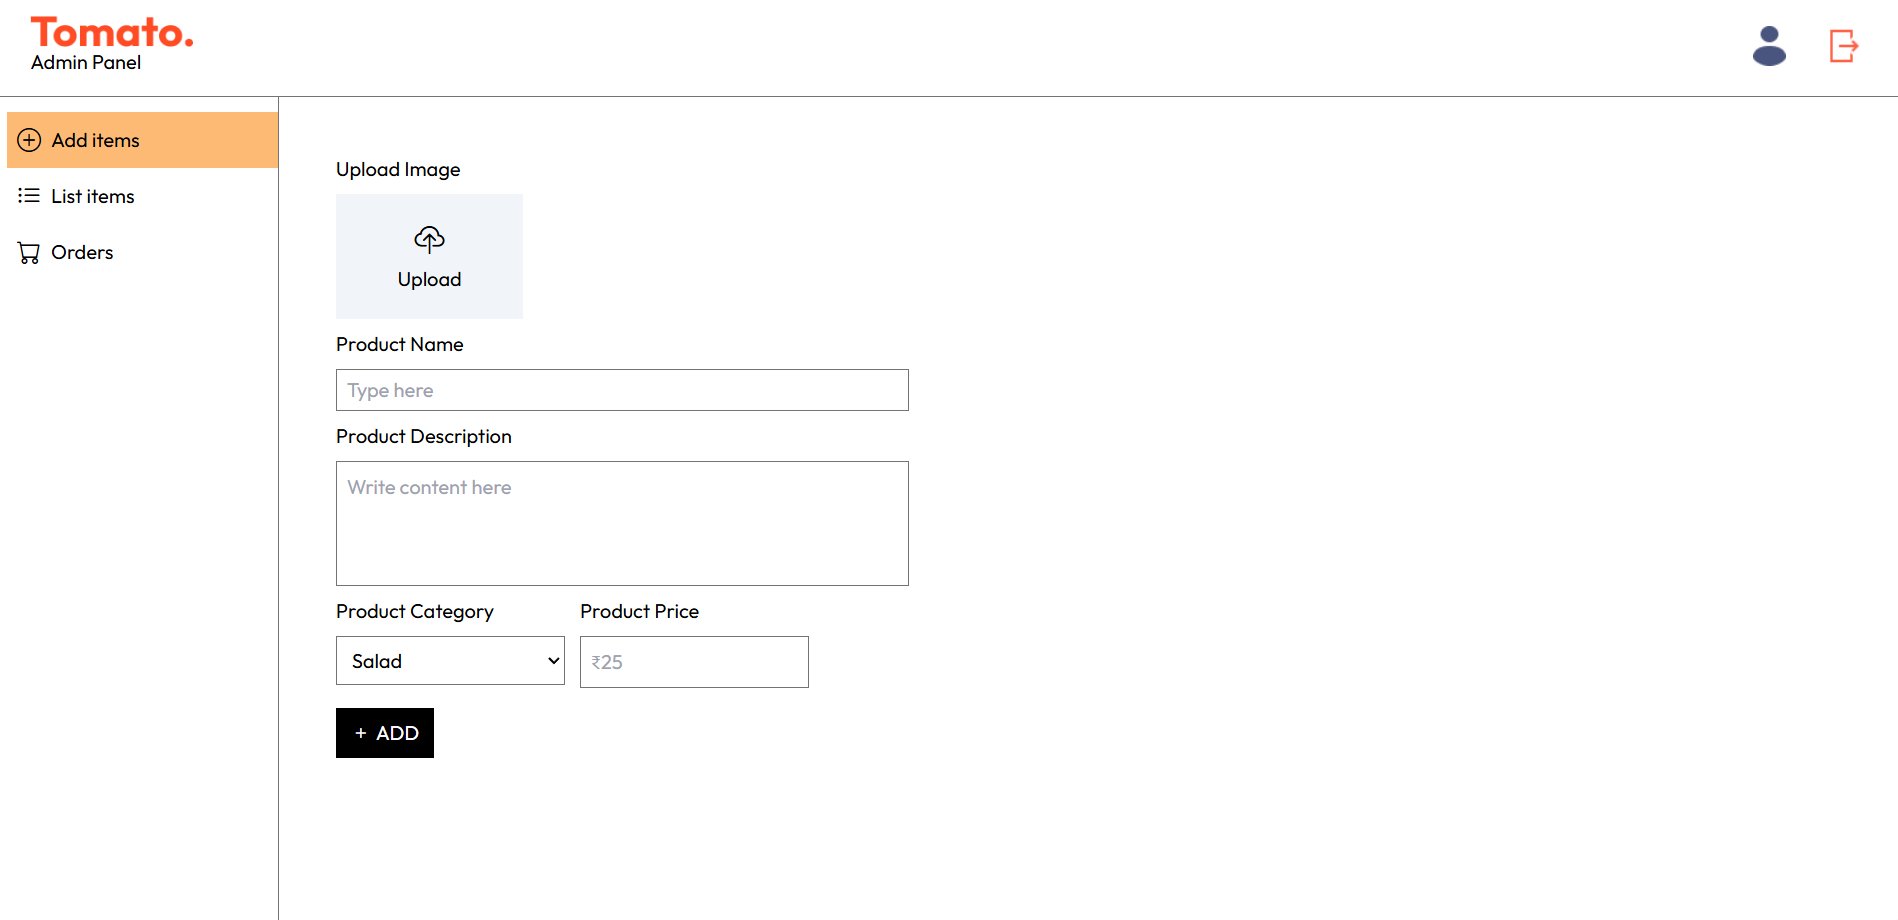 Tomato.
Admin Panel
Add items
List items
Orders
Upload Image
Upload
Product Name
Type here
Product Description
Write content here
Product Category
Product Price
Salad
₹25
+ ADD